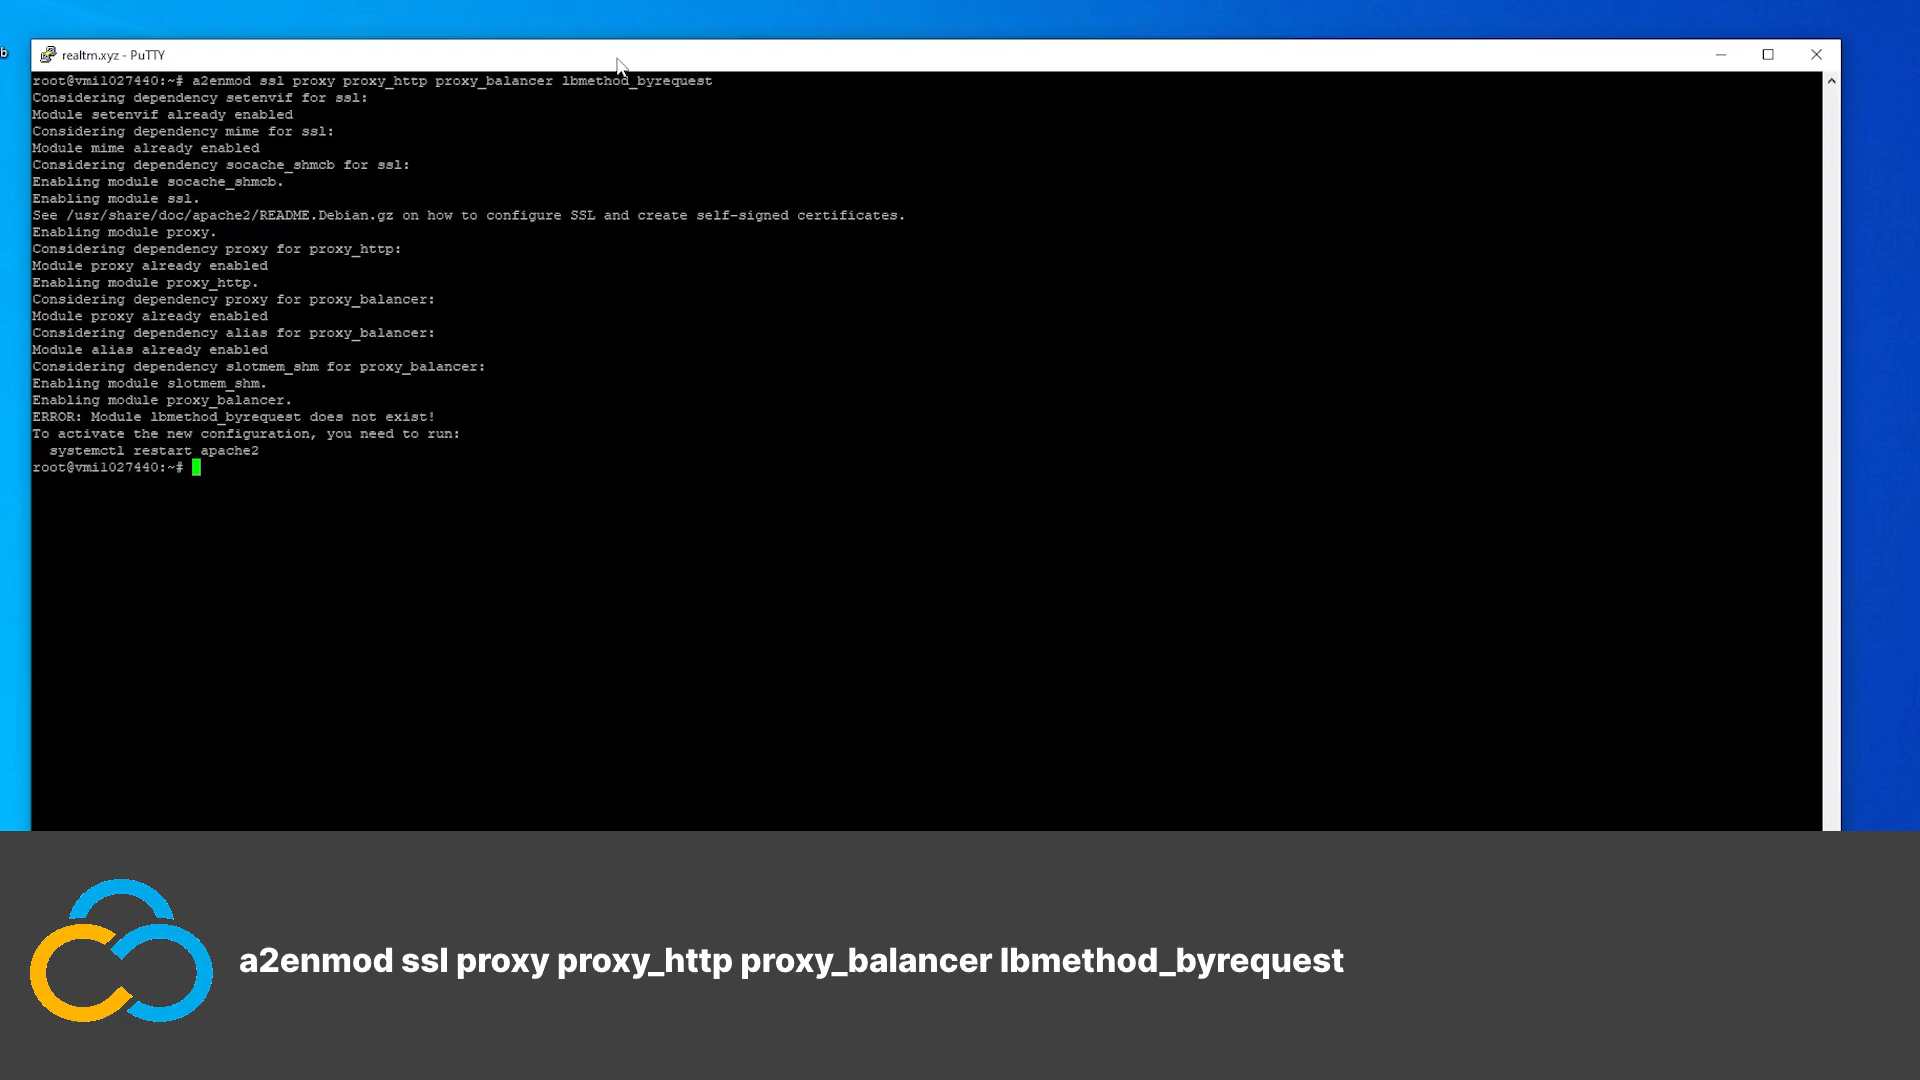 b
realtm.xyz - PuTTY
root@vmi1027440:~# a2enmod ssl proxy proxy_http proxy_balancer lbmethod_byrequest
Considering dependency setenvif for ssl:
Module setenvif already enabled
Considering dependency mime for ssl:
Module mime already enabled
Considering dependency socache_shmcb for ssl:
Enabling module socache_shmcb.
Enabling module ssl.
See /usr/share/doc/apache2/README.Debian.gz on how to configure SSL and create self-signed certificates.
Enabling module proxy.
Considering dependency proxy for proxy_http:
Module proxy already enabled
Enabling module proxy_http.
Considering dependency proxy for proxy_balancer:
Module proxy already enabled
Considering dependency alias for proxy_balancer:
Module alias already enabled
Considering dependency slotmem_shm for proxy_balancer:
Enabling module slotmem_shm.
Enabling module proxy_balancer.
ERROR: Module lbmethod_byrequest does not exist!
To activate the new configuration, you need to run:
  systemctl restart apache2
root@vmi1027440:~#
a2enmod ssl proxy proxy_http proxy_balancer lbmethod_byrequest